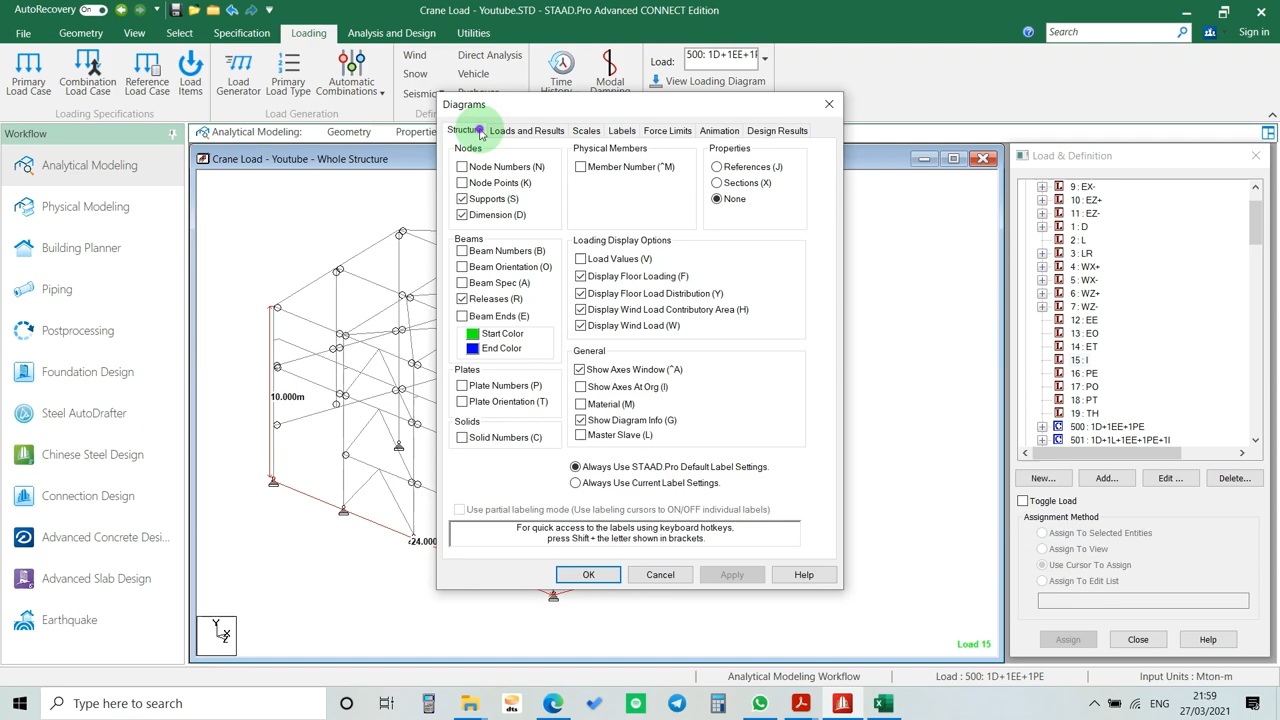 AutoRecovery On
Crane Load - Youtube.STD - STAAD.Pro Advanced CONNECT Edition
File Geometry View Select Specification Loading Analysis and Design Utilities
Search
Sign in
Primary Load Case
Combination Load Case
Reference Load Case
Load Items
Loading Specifications
Load Generator
Primary Type
Automatic Combinations
Load Generation
Wind
Snow
Seismic
Direct Analysis
Vehicle
Time History
Modal
Load: 500: 1D+1EE+1
View Loading Diagram
Workflow
Analytical Modeling
Physical Modeling
Building Planner
Piping
Postprocessing
Foundation Design
Steel AutoDrafter
Chinese Steel Design
Connection Design
Advanced Concrete Desi...
Advanced Slab Design
Earthquake
Analytical Modeling: Geometry
Crane Load - Youtube - Whole Structure
10.000m
24.000
Y
X
Z
Load 15
Diagrams
Structure Loads and Results Scales Labels Force Limits Animation Design Results
Nodes
Node Numbers (N)
Node Points (K)
Supports (S)
Dimension (D)
Physical Members
Member Number (^M)
Properties
References (J)
Sections (X)
None
Beams
Beam Numbers (B)
Beam Orientation (O)
Beam Spec (A)
Releases (R)
Beam Ends (E)
Start Color
End Color
Loading Display Options
Load Values (V)
Display Floor Loading (F)
Display Floor Load Distribution (Y)
Display Wind Load Contributory Area (H)
Display Wind Load (W)
Plates
Plate Numbers (P)
Plate Orientation (T)
Solids
Solid Numbers (C)
General
Show Axes Window (^A)
Show Axes At Org (I)
Material (M)
Show Diagram Info (G)
Master Slave (L)
Always Use STAAD.Pro Default Label Settings.
Always Use Current Label Settings.
Use partial labeling mode (Use labeling cursors to ON/OFF individual labels)
For quick access to the labels using keyboard hotkeys,
press Shift + the letter shown in brackets.
OK Cancel Apply Help
Load & Definition
9 : EX-
10 : EZ+
11 : EZ-
1 : D
2 : L
3 : LR
4 : WX+
5 : WX-
6 : WZ+
7 : WZ-
12 : EE
13 : EO
14 : ET
15 : I
16 : PE
17 : PO
18 : PT
19 : TH
500 : 1D+1EE+1PE
501 : 1D+1L+1EE+1PE+1I
New... Add... Edit ... Delete...
Toggle Load
Assignment Method
Assign To Selected Entities
Assign To View
Use Cursor To Assign
Assign To Edit List
Assign Close Help
Analytical Modeling Workflow
Load : 500: 1D+1EE+1PE
Input Units : Mton-m
Type here to search
dts
21:59
27/03/2021